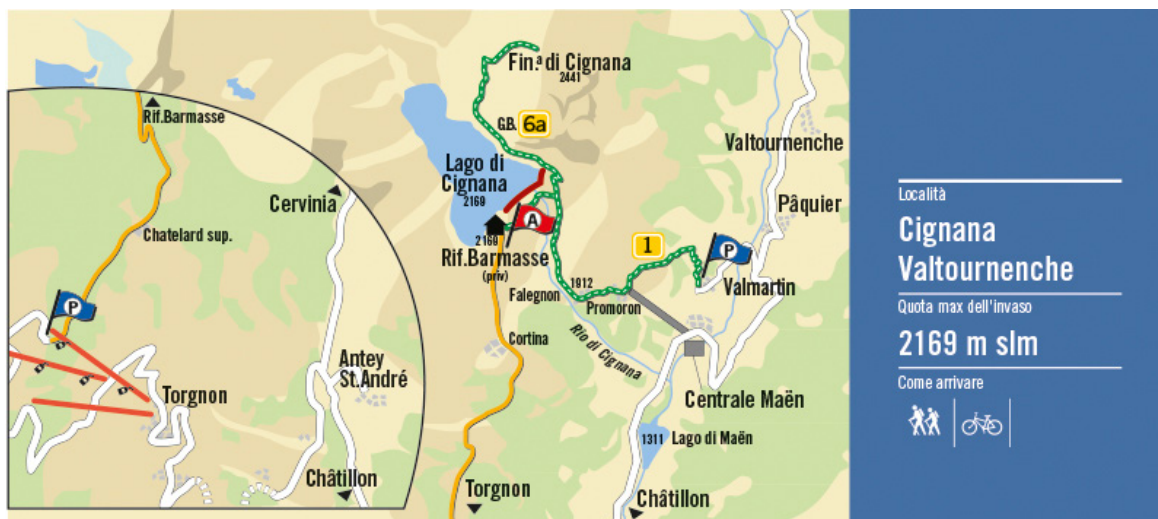 Rif.Barmasse
Cervinia
Chatelard sup.
P
Torgnon
Antey
St.André
Châtillon
Fin.ª di Cignana
2441
G.B.
6a
Lago di
Cignana
2169
A
2169
Rif.Barmasse
(priv)
1
P
Valtournenche
Pâquier
Valmartin
1912
Falegnon
Promoron
Cortina
Rio di Cignana
Centrale Maën
1311 Lago di Maën
Torgnon
Châtillon
Località
Cignana
Valtournenche
Quota max dell'invaso
2169 m slm
Come arrivare